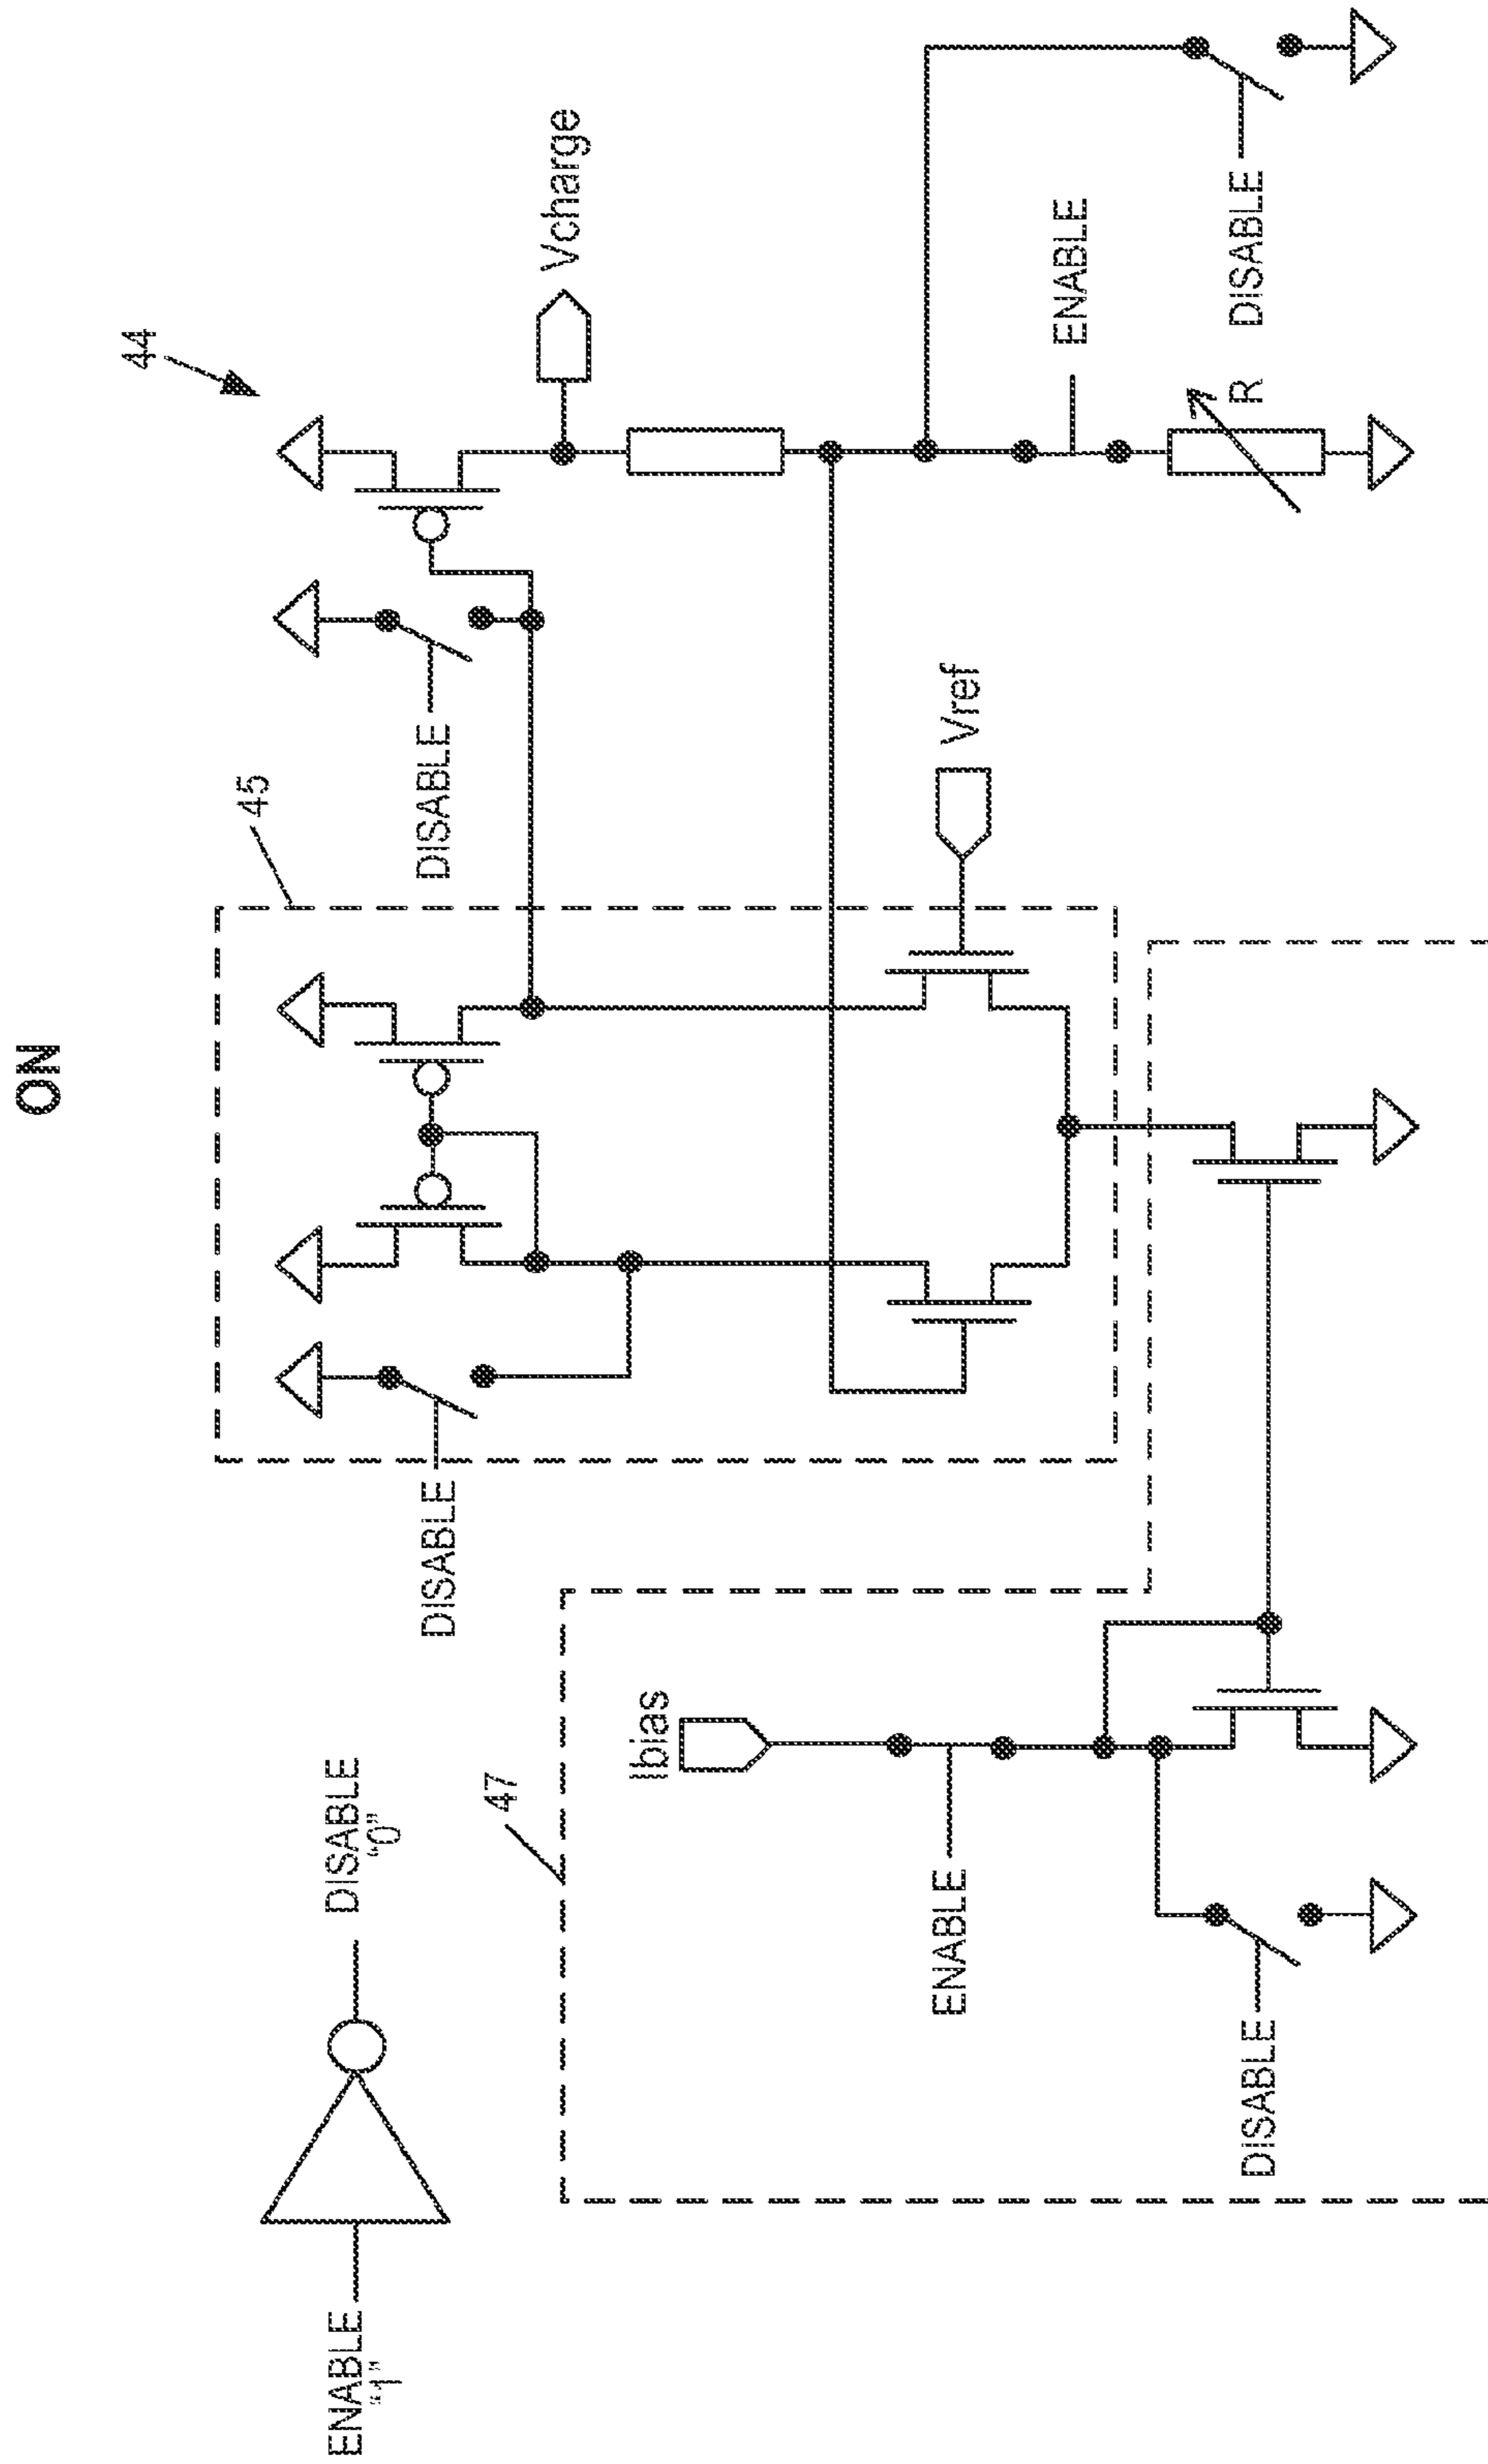 ON
44
45
47
ENABLE
"1"
DISABLE
"0"
DISABLE
DISABLE
Vcharge
Ibias
Vref
ENABLE
ENABLE
DISABLE
R
DISABLE